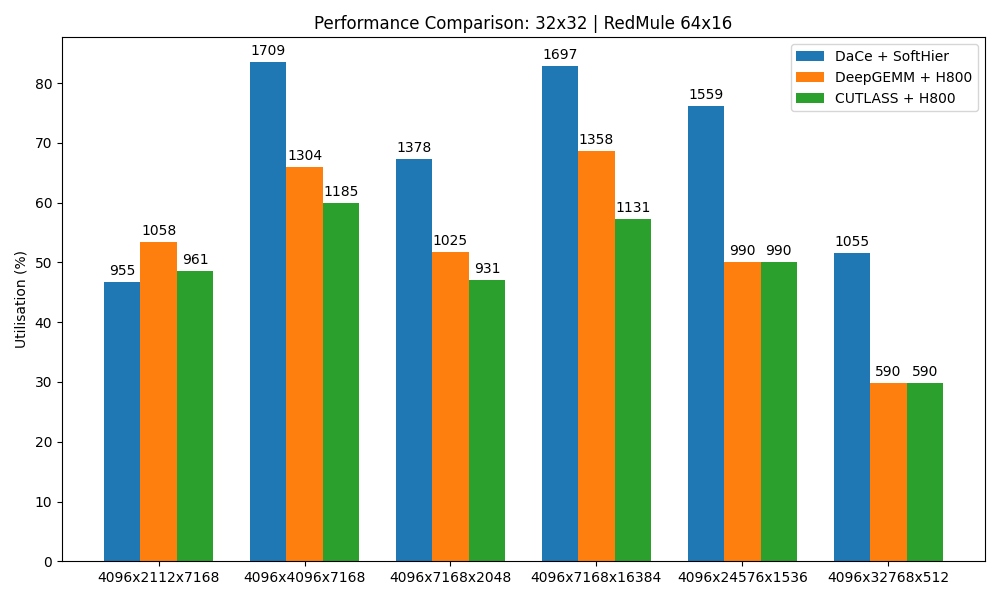 Performance Comparison: 32x32 | RedMule 64x16
DaCe + SoftHier
DeepGEMM + H800
CUTLASS + H800
Utilisation (%)
80
70
60
50
40
30
20
10
0
955 1058 961
1709 1304 1185
1378 1025 931
1697 1358 1131
1559 990 990
1055 590 590
4096x2112x7168 4096x4096x7168 4096x7168x2048 4096x7168x16384 4096x24576x1536 4096x32768x512